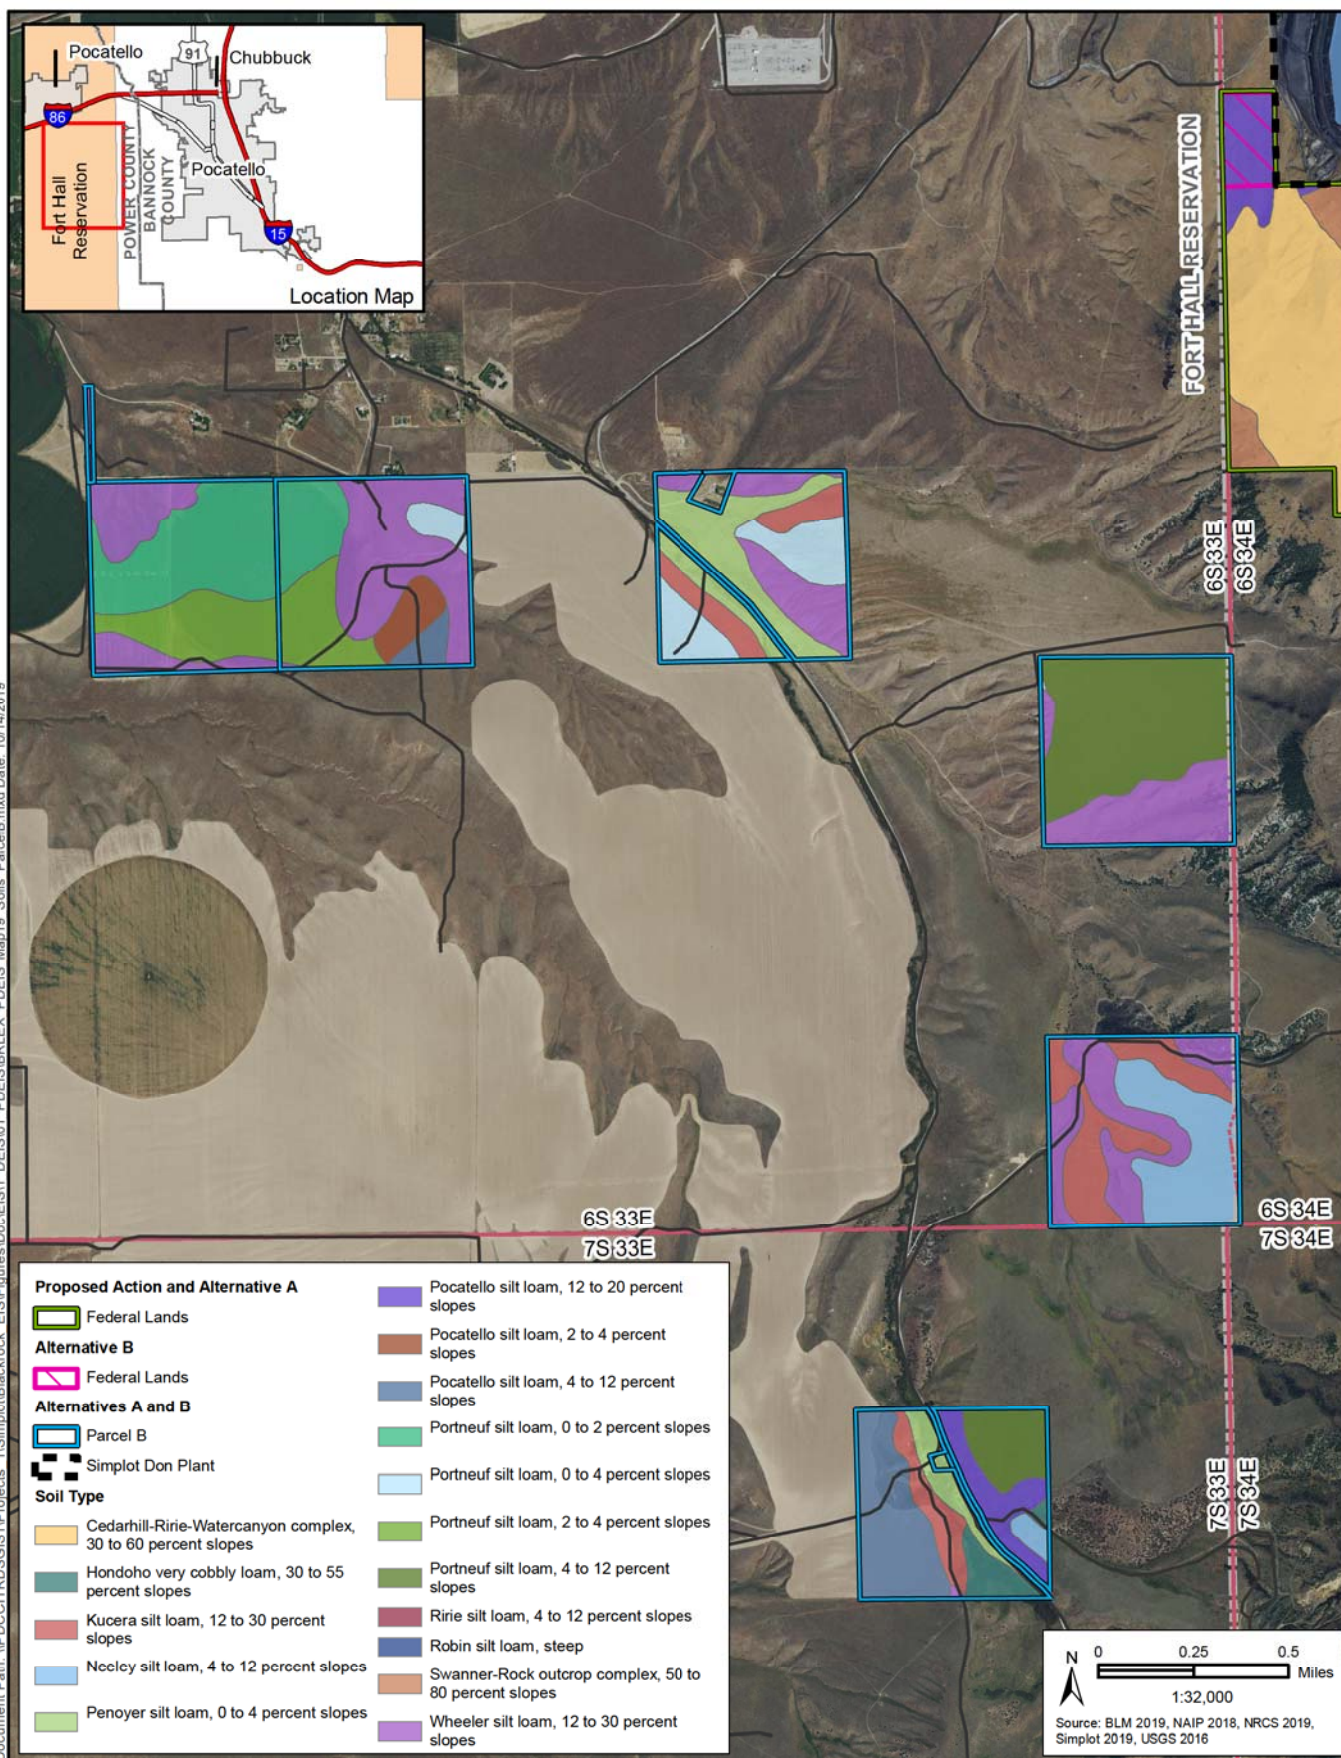 Pocatello
91
Chubbuck
86
Pocatello
Fort Hall
Reservation
POWER COUNTY
BANNOCK
COUNTY
15
Location Map
FORT HALL RESERVATION
6S 33E
6S 34E
6S 33E
7S 33E
6S 34E
7S 34E
7S 33E
7S 34E
Proposed Action and Alternative A
Federal Lands
Alternative B
Federal Lands
Alternatives A and B
Parcel B
Simplot Don Plant
Soil Type
Cedarhill-Ririe-Watercanyon complex,
30 to 60 percent slopes
Hondoho very cobbly loam, 30 to 55
percent slopes
Kucera silt loam, 12 to 30 percent
slopes
Neeley silt loam, 4 to 12 percent slopes
Penoyer silt loam, 0 to 4 percent slopes
Pocatello silt loam, 12 to 20 percent
slopes
Pocatello silt loam, 2 to 4 percent
slopes
Pocatello silt loam, 4 to 12 percent
slopes
Portneuf silt loam, 0 to 2 percent slopes
Portneuf silt loam, 0 to 4 percent slopes
Portneuf silt loam, 2 to 4 percent slopes
Portneuf silt loam, 4 to 12 percent
slopes
Ririe silt loam, 4 to 12 percent slopes
Robin silt loam, steep
Swanner-Rock outcrop complex, 50 to
80 percent slopes
Wheeler silt loam, 12 to 30 percent
slopes
N
0 0.25 0.5
Miles
1:32,000
Source: BLM 2019, NAIP 2018, NRCS 2019,
Simplot 2019, USGS 2016